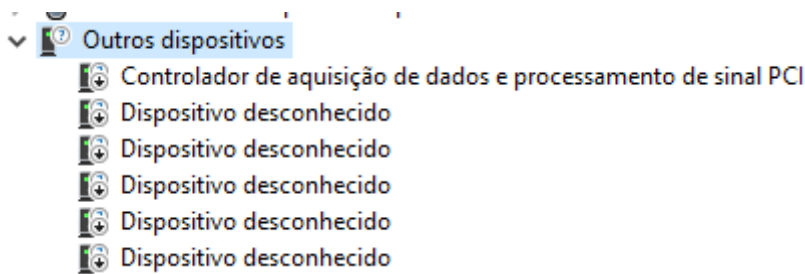 Outros dispositivos
Controlador de aquisição de dados e processamento de sinal PCI
Dispositivo desconhecido
Dispositivo desconhecido
Dispositivo desconhecido
Dispositivo desconhecido
Dispositivo desconhecido